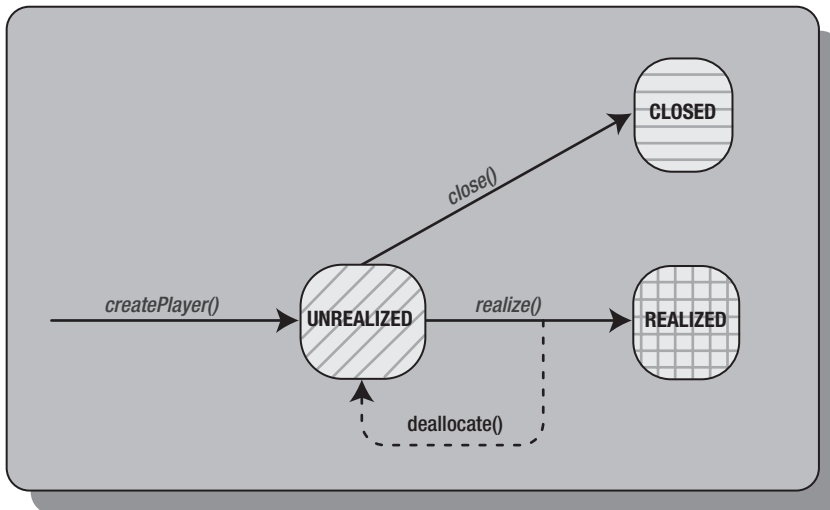 CLOSED
close()
createPlayer()
UNREALIZED
realize()
REALIZED
deallocate()